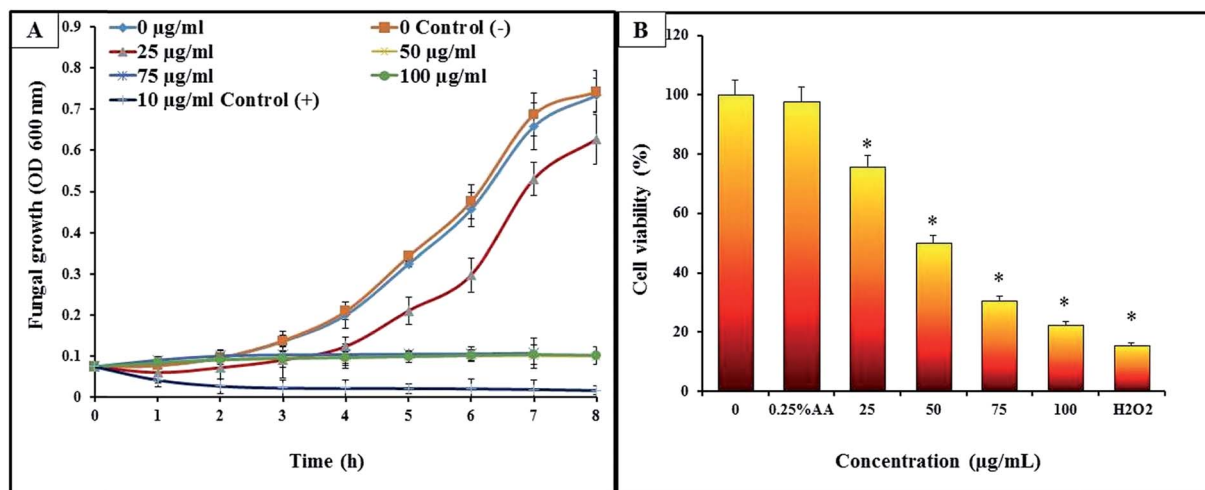 A
0 µg/ml
0 Control (-)
25 µg/ml
50 µg/ml
75 µg/ml
100 µg/ml
10 µg/ml Control (+)
Fungal growth (OD 600 nm)
0.9
0.8
0.7
0.6
0.5
0.4
0.3
0.2
0.1
0
0 1 2 3 4 5 6 7 8
Time (h)
B
Cell viability (%)
120
100
80
60
40
20
0
*
*
*
*
*
0 0.25%AA 25 50 75 100 H2O2
Concentration (µg/mL)